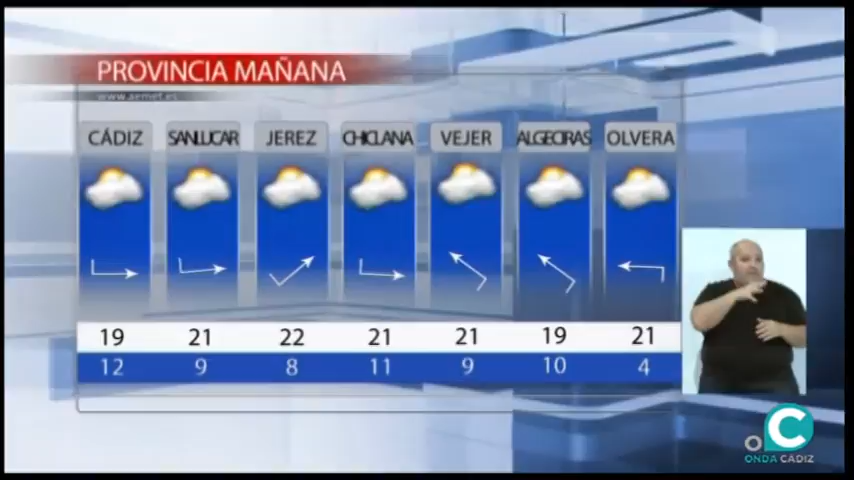 PROVINCIA MAÑANA
www.aemet.es
CÁDIZ SANLUCAR JEREZ CHICLANA VEJER ALGECIRAS OLVERA
19 21 22 21 21 19 21
12 9 8 11 9 10 4
O C
ONDA CÁDIZ